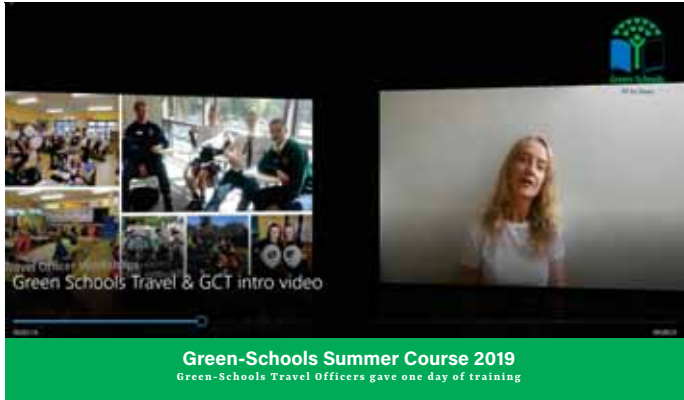 Green-Schools
Travel Officer Workshops
Green Schools Travel & GCT intro video
Green-Schools Summer Course 2019
Green-Schools Travel Officers gave one day of training